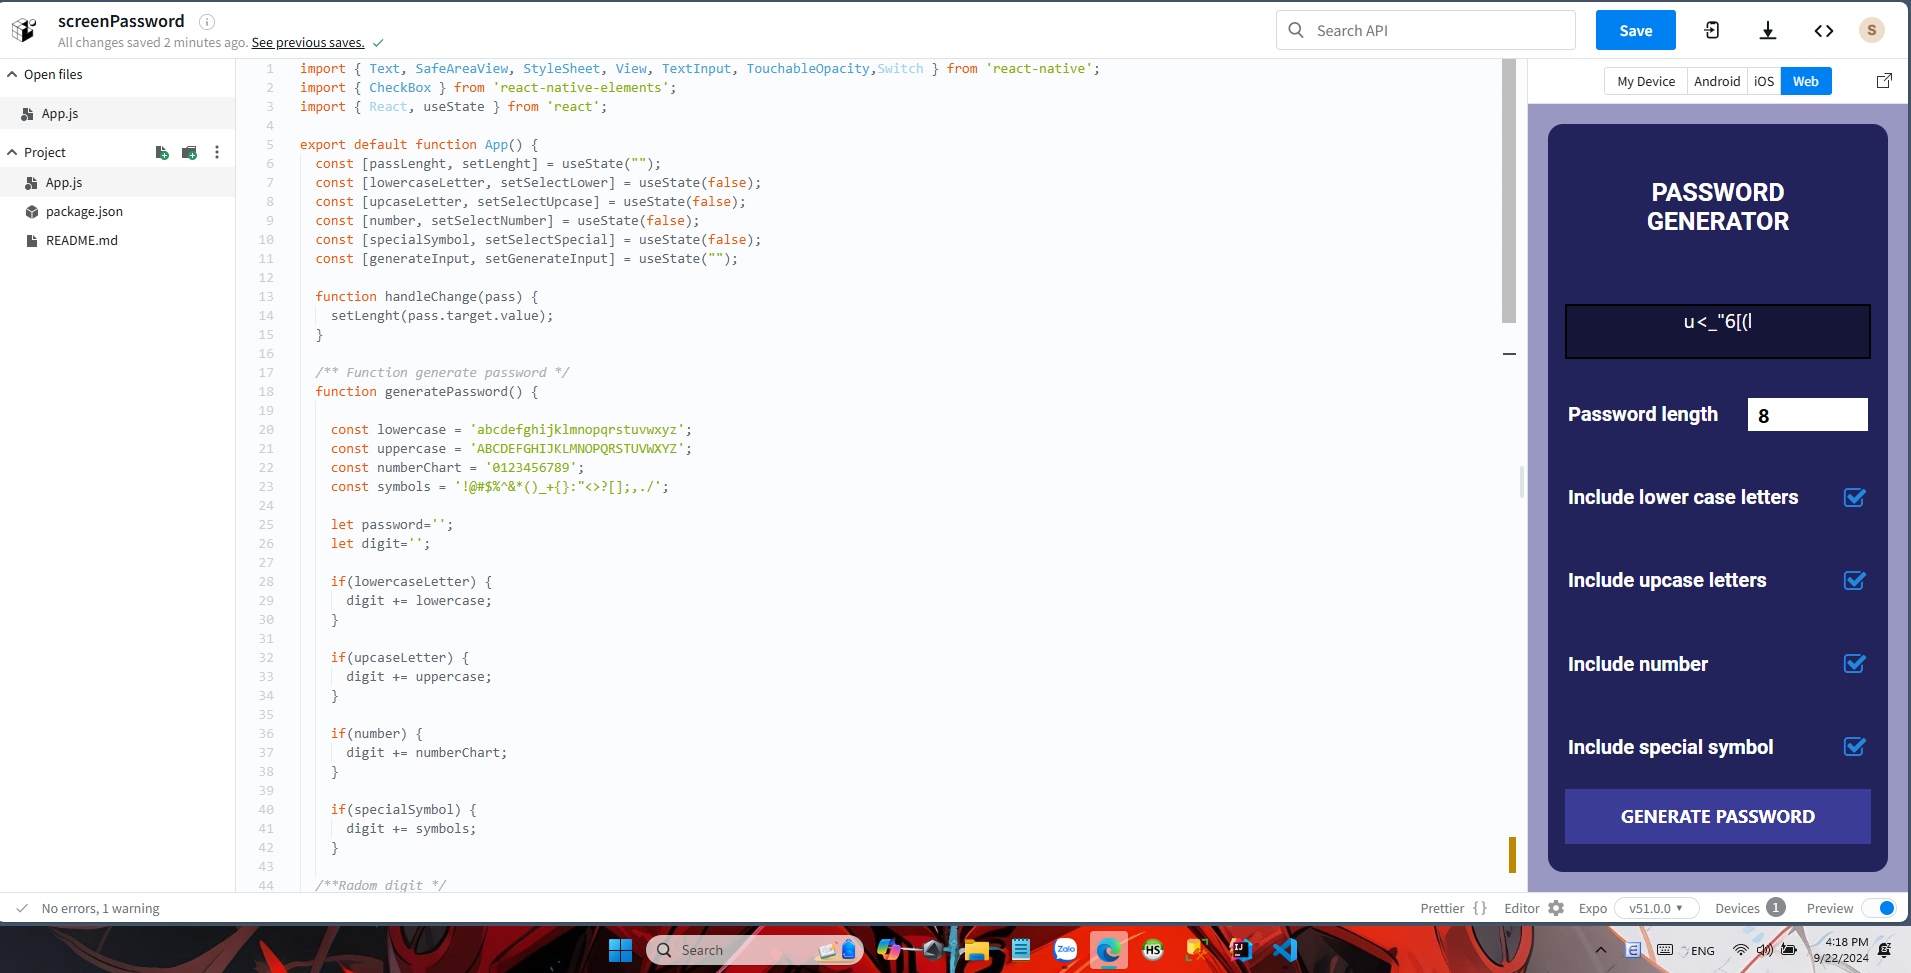 screenPassword
All changes saved 2 minutes ago. See previous saves.
Search API
Save
S
Open files
App.js
Project
App.js
package.json
README.md
1 import { Text, SafeAreaView, StyleSheet, View, TextInput, TouchableOpacity,Switch } from 'react-native';
2 import { CheckBox } from 'react-native-elements';
3 import { React, useState } from 'react';
4
5 export default function App() {
6 const [passLenght, setLenght] = useState("");
7 const [lowercaseLetter, setSelectLower] = useState(false);
8 const [upcaseLetter, setSelectUpcase] = useState(false);
9 const [number, setSelectNumber] = useState(false);
10 const [specialSymbol, setSelectSpecial] = useState(false);
11 const [generateInput, setGenerateInput] = useState("");
12
13 function handleChange(pass) {
14 setLenght(pass.target.value);
15 }
16
17 /** Function generate password */
18 function generatePassword() {
19
20 const lowercase = 'abcdefghijklmnopqrstuvwxyz';
21 const uppercase = 'ABCDEFGHIJKLMNOPQRSTUVWXYZ';
22 const numberChart = '0123456789';
23 const symbols = '!@#$%^&*()_+{}:"<>?[];,./';
24
25 let password='';
26 let digit='';
27
28 if(lowercaseLetter) {
29 digit += lowercase;
30 }
31
32 if(upcaseLetter) {
33 digit += uppercase;
34 }
35
36 if(number) {
37 digit += numberChart;
38 }
39
40 if(specialSymbol) {
41 digit += symbols;
42 }
43
44 /**Radom digit */
My Device
Android
iOS
Web
PASSWORD
GENERATOR
u<_"6[(l
Password length 8
Include lower case letters
Include upcase letters
Include number
Include special symbol
GENERATE PASSWORD
No errors, 1 warning
Prettier { }
Editor
Expo v51.0.0
Devices 1
Preview
Search
Zalo
HS
IJ
E
ENG
4:18 PM
9/22/2024